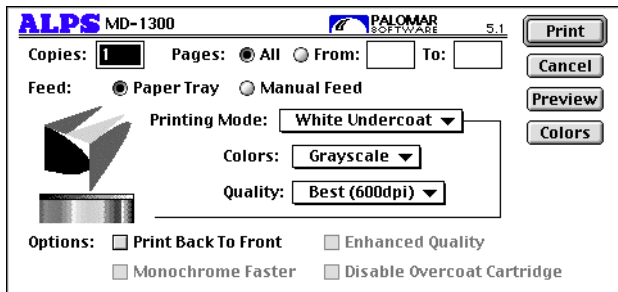 ALPS MD-1300 PALOMAR SOFTWARE 5.1
Print
Copies: 1 Pages: All From: To:
Cancel
Feed: Paper Tray Manual Feed
Preview
Printing Mode: White Undercoat
Colors
Colors: Grayscale
Quality: Best (600dpi)
Options: Print Back To Front Enhanced Quality
Monochrome Faster Disable Overcoat Cartridge